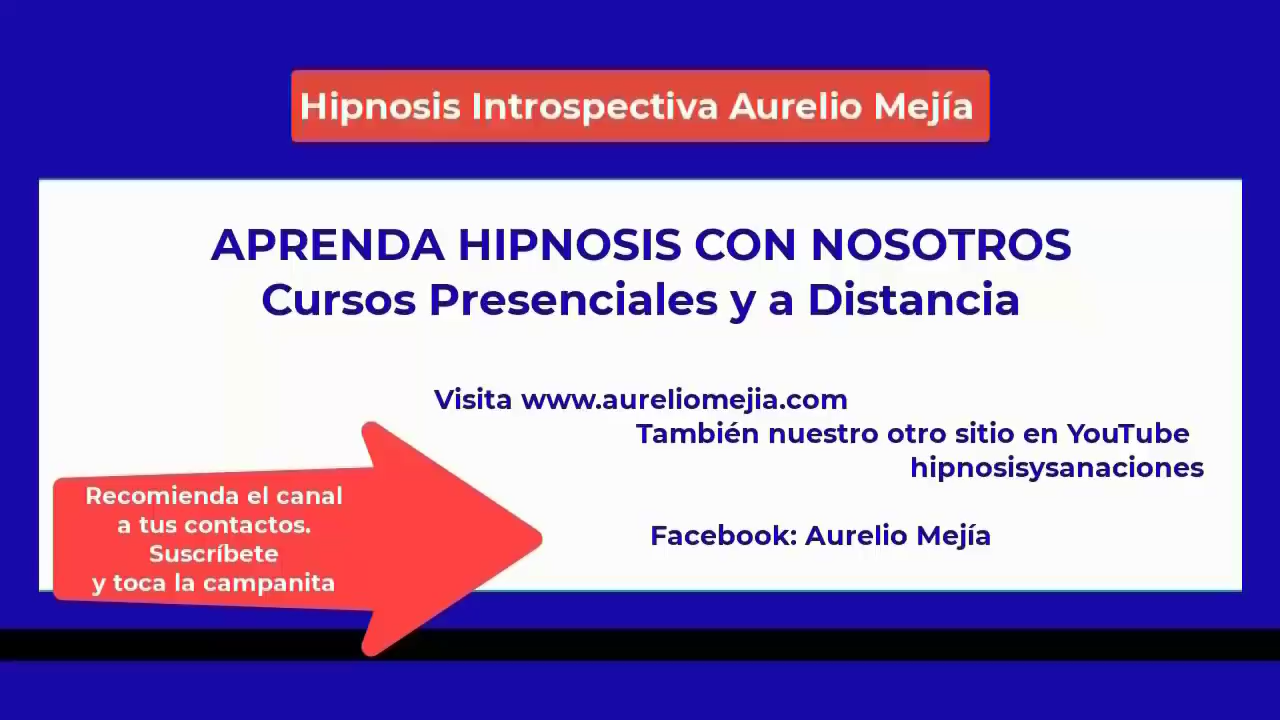 Hipnosis Introspectiva Aurelio Mejía
APRENDA HIPNOSIS CON NOSOTROS
Cursos Presenciales y a Distancia
Visita www.aureliomejia.com
También nuestro otro sitio en YouTube
hipnosisysanaciones
Recomienda el canal
a tus contactos.
Suscríbete
y toca la campanita
Facebook: Aurelio Mejía